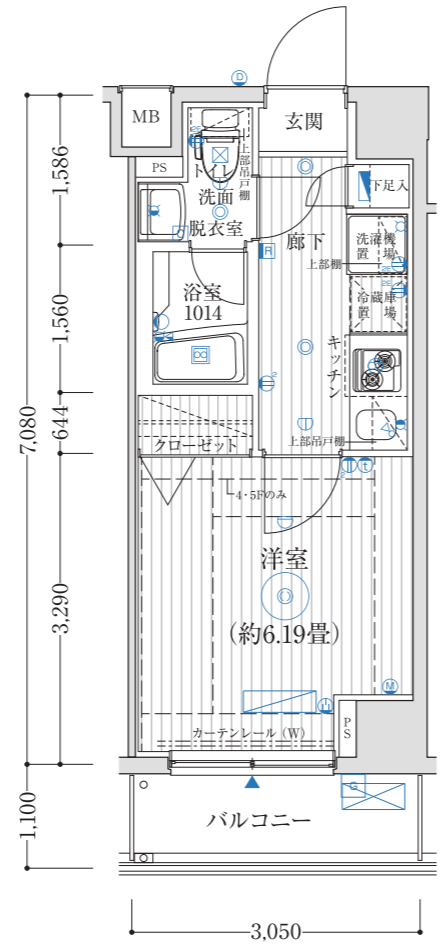 D
MB
玄関
PS
トイレ
上部吊戸棚
洗面
脱衣室
下足入
廊下
R
洗濯機置場
上部棚
2E
冷蔵庫置場
2E
浴室
1014
キッチン
2
クローゼット
上部吊戸棚
2
t
4・5Fのみ
洋室
(約6.19畳)
M
カーテンレール(W)
PS
G
バルコニー
1,586
1,560
644
7,080
3,290
1,100
3,050